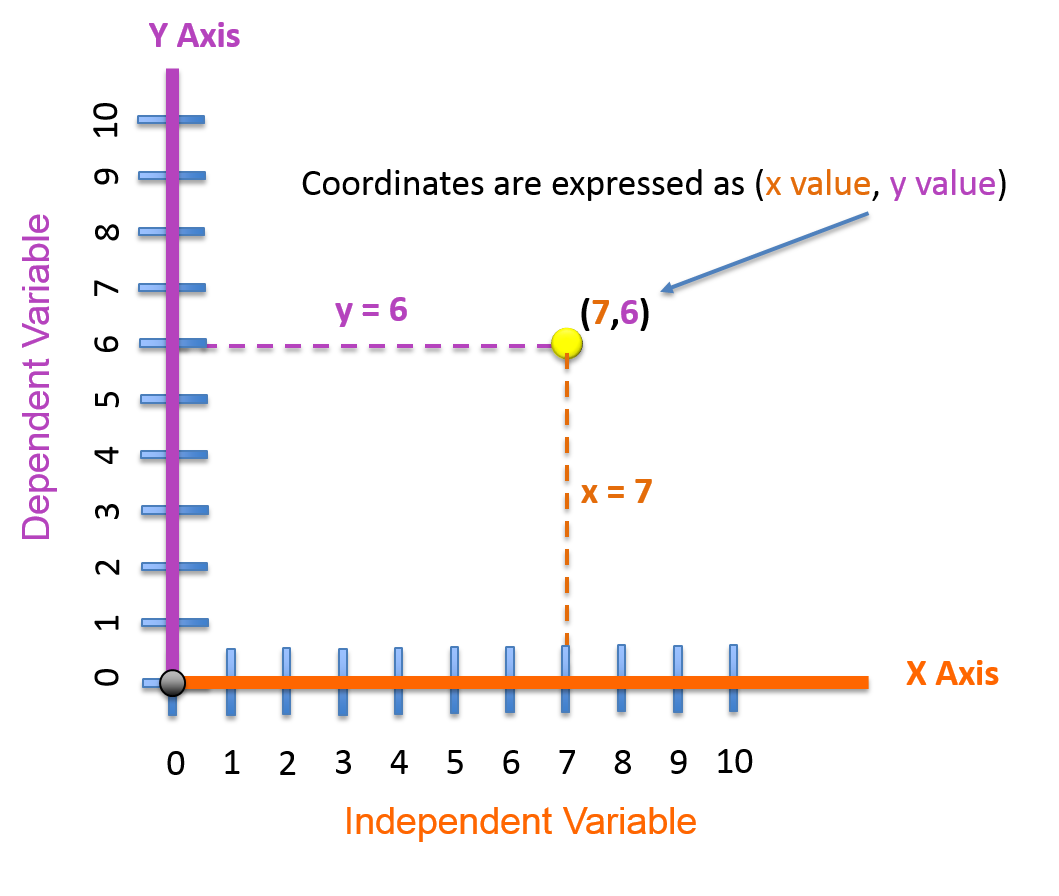 Y Axis
10
9
8
7
6
5
4
3
2
1
0
Dependent Variable
Coordinates are expressed as (x value, y value)
(7,6)
y = 6
x = 7
X Axis
0 1 2 3 4 5 6 7 8 9 10
Independent Variable